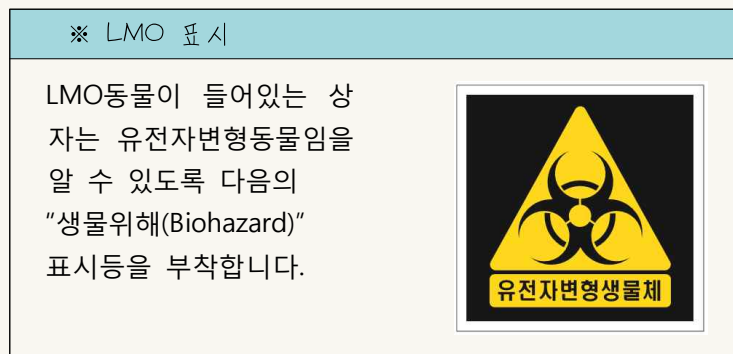 ※ LMO 표시
LMO동물이 들어있는 상
자는 유전자변형동물임을
알 수 있도록 다음의
"생물위해(Biohazard)"
표시등을 부착합니다.
유전자변형생물체